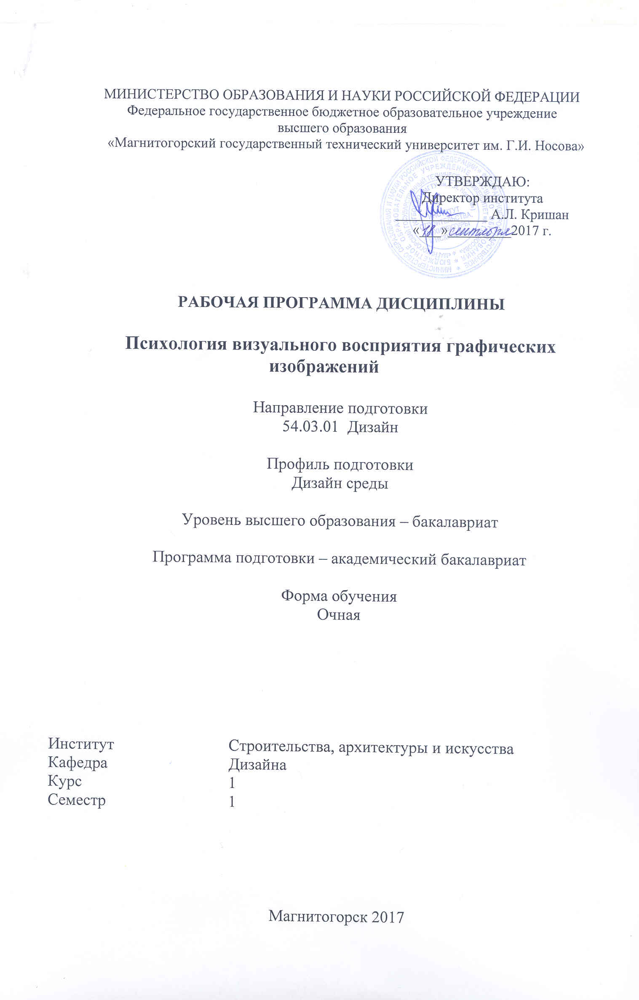 МИНИСТЕРСТВО ОБРАЗОВАНИЯ И НАУКИ РОССИЙСКОЙ ФЕДЕРАЦИИ
Федеральное государственное бюджетное образовательное учреждение
высшего образования
«Магнитогорский государственный технический университет им. Г.И. Носова»
УТВЕРЖДАЮ:
Директор института
А.Л. Кришан
«18» сентября 2017 г.
РАБОЧАЯ ПРОГРАММА ДИСЦИПЛИНЫ
Психология визуального восприятия графических
изображений
Направление подготовки
54.03.01 Дизайн
Профиль подготовки
Дизайн среды
Уровень высшего образования – бакалавриат
Программа подготовки – академический бакалавриат
Форма обучения
Очная
Институт Строительства, архитектуры и искусства
Кафедра Дизайна
Курс 1
Семестр 1
Магнитогорск 2017